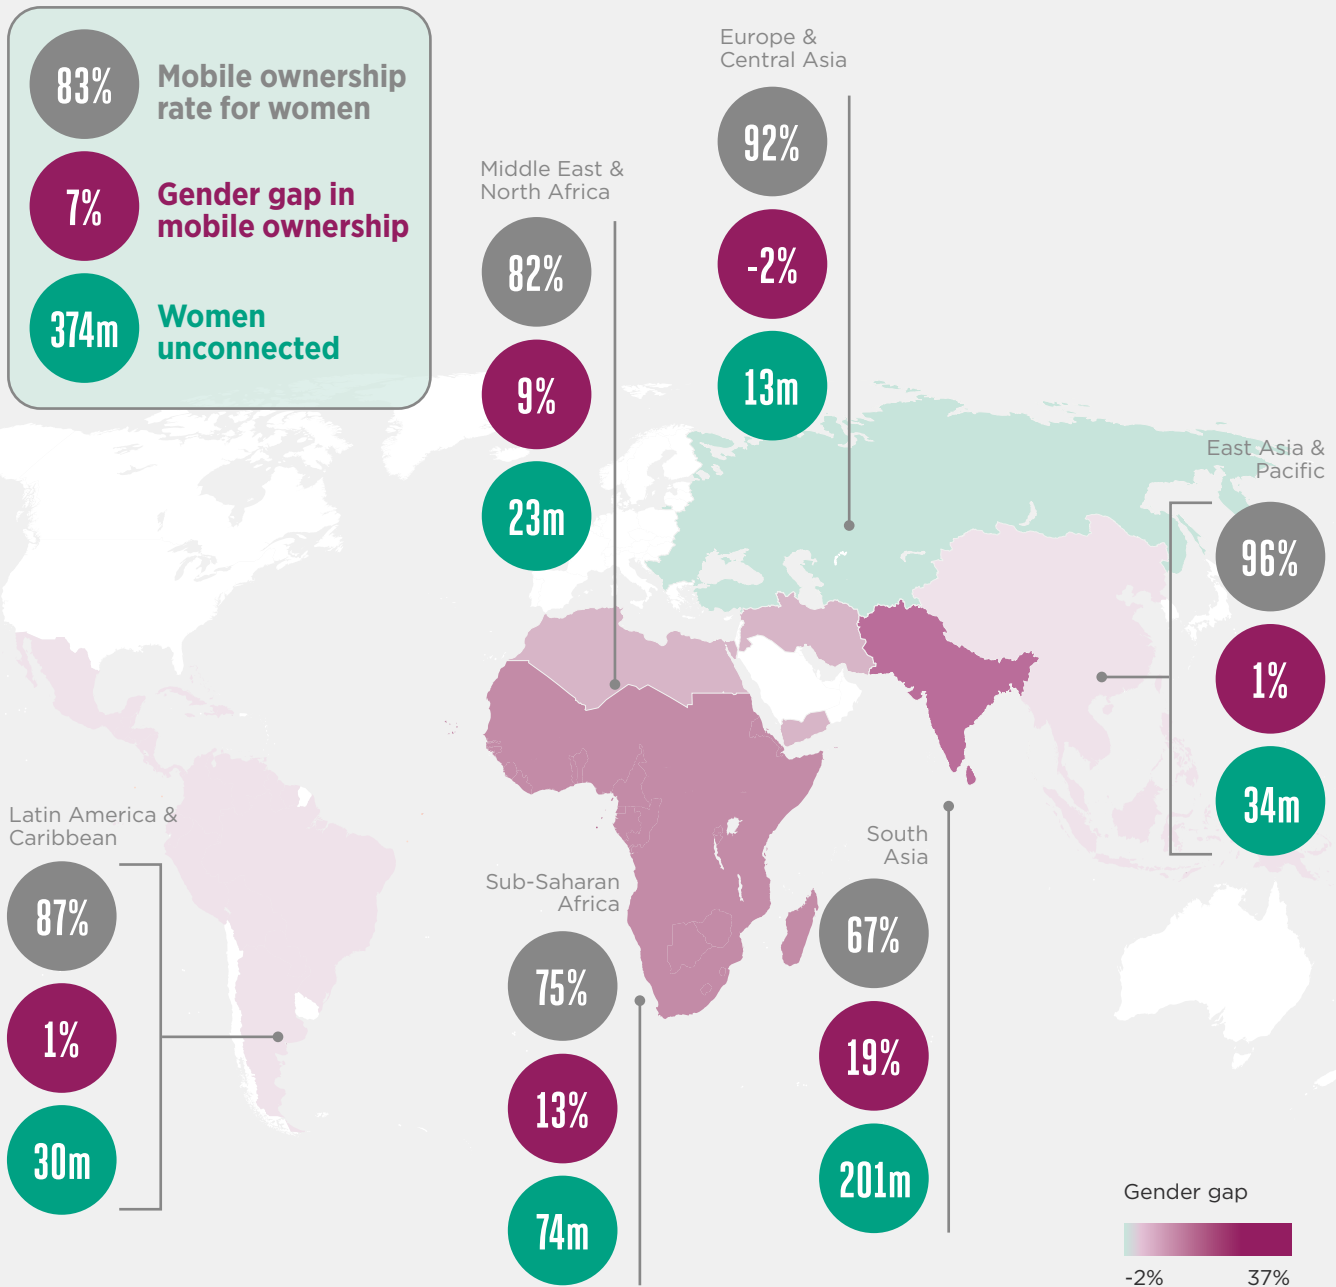 83%
Mobile ownership
rate for women
7%
Gender gap in
mobile ownership
374m
Women
unconnected
Europe &
Central Asia
92%
-2%
13m
Middle East &
North Africa
82%
9%
23m
East Asia &
Pacific
96%
1%
34m
Latin America &
Caribbean
87%
1%
30m
Sub-Saharan
Africa
75%
13%
74m
South
Asia
67%
19%
201m
Gender gap
-2%
37%